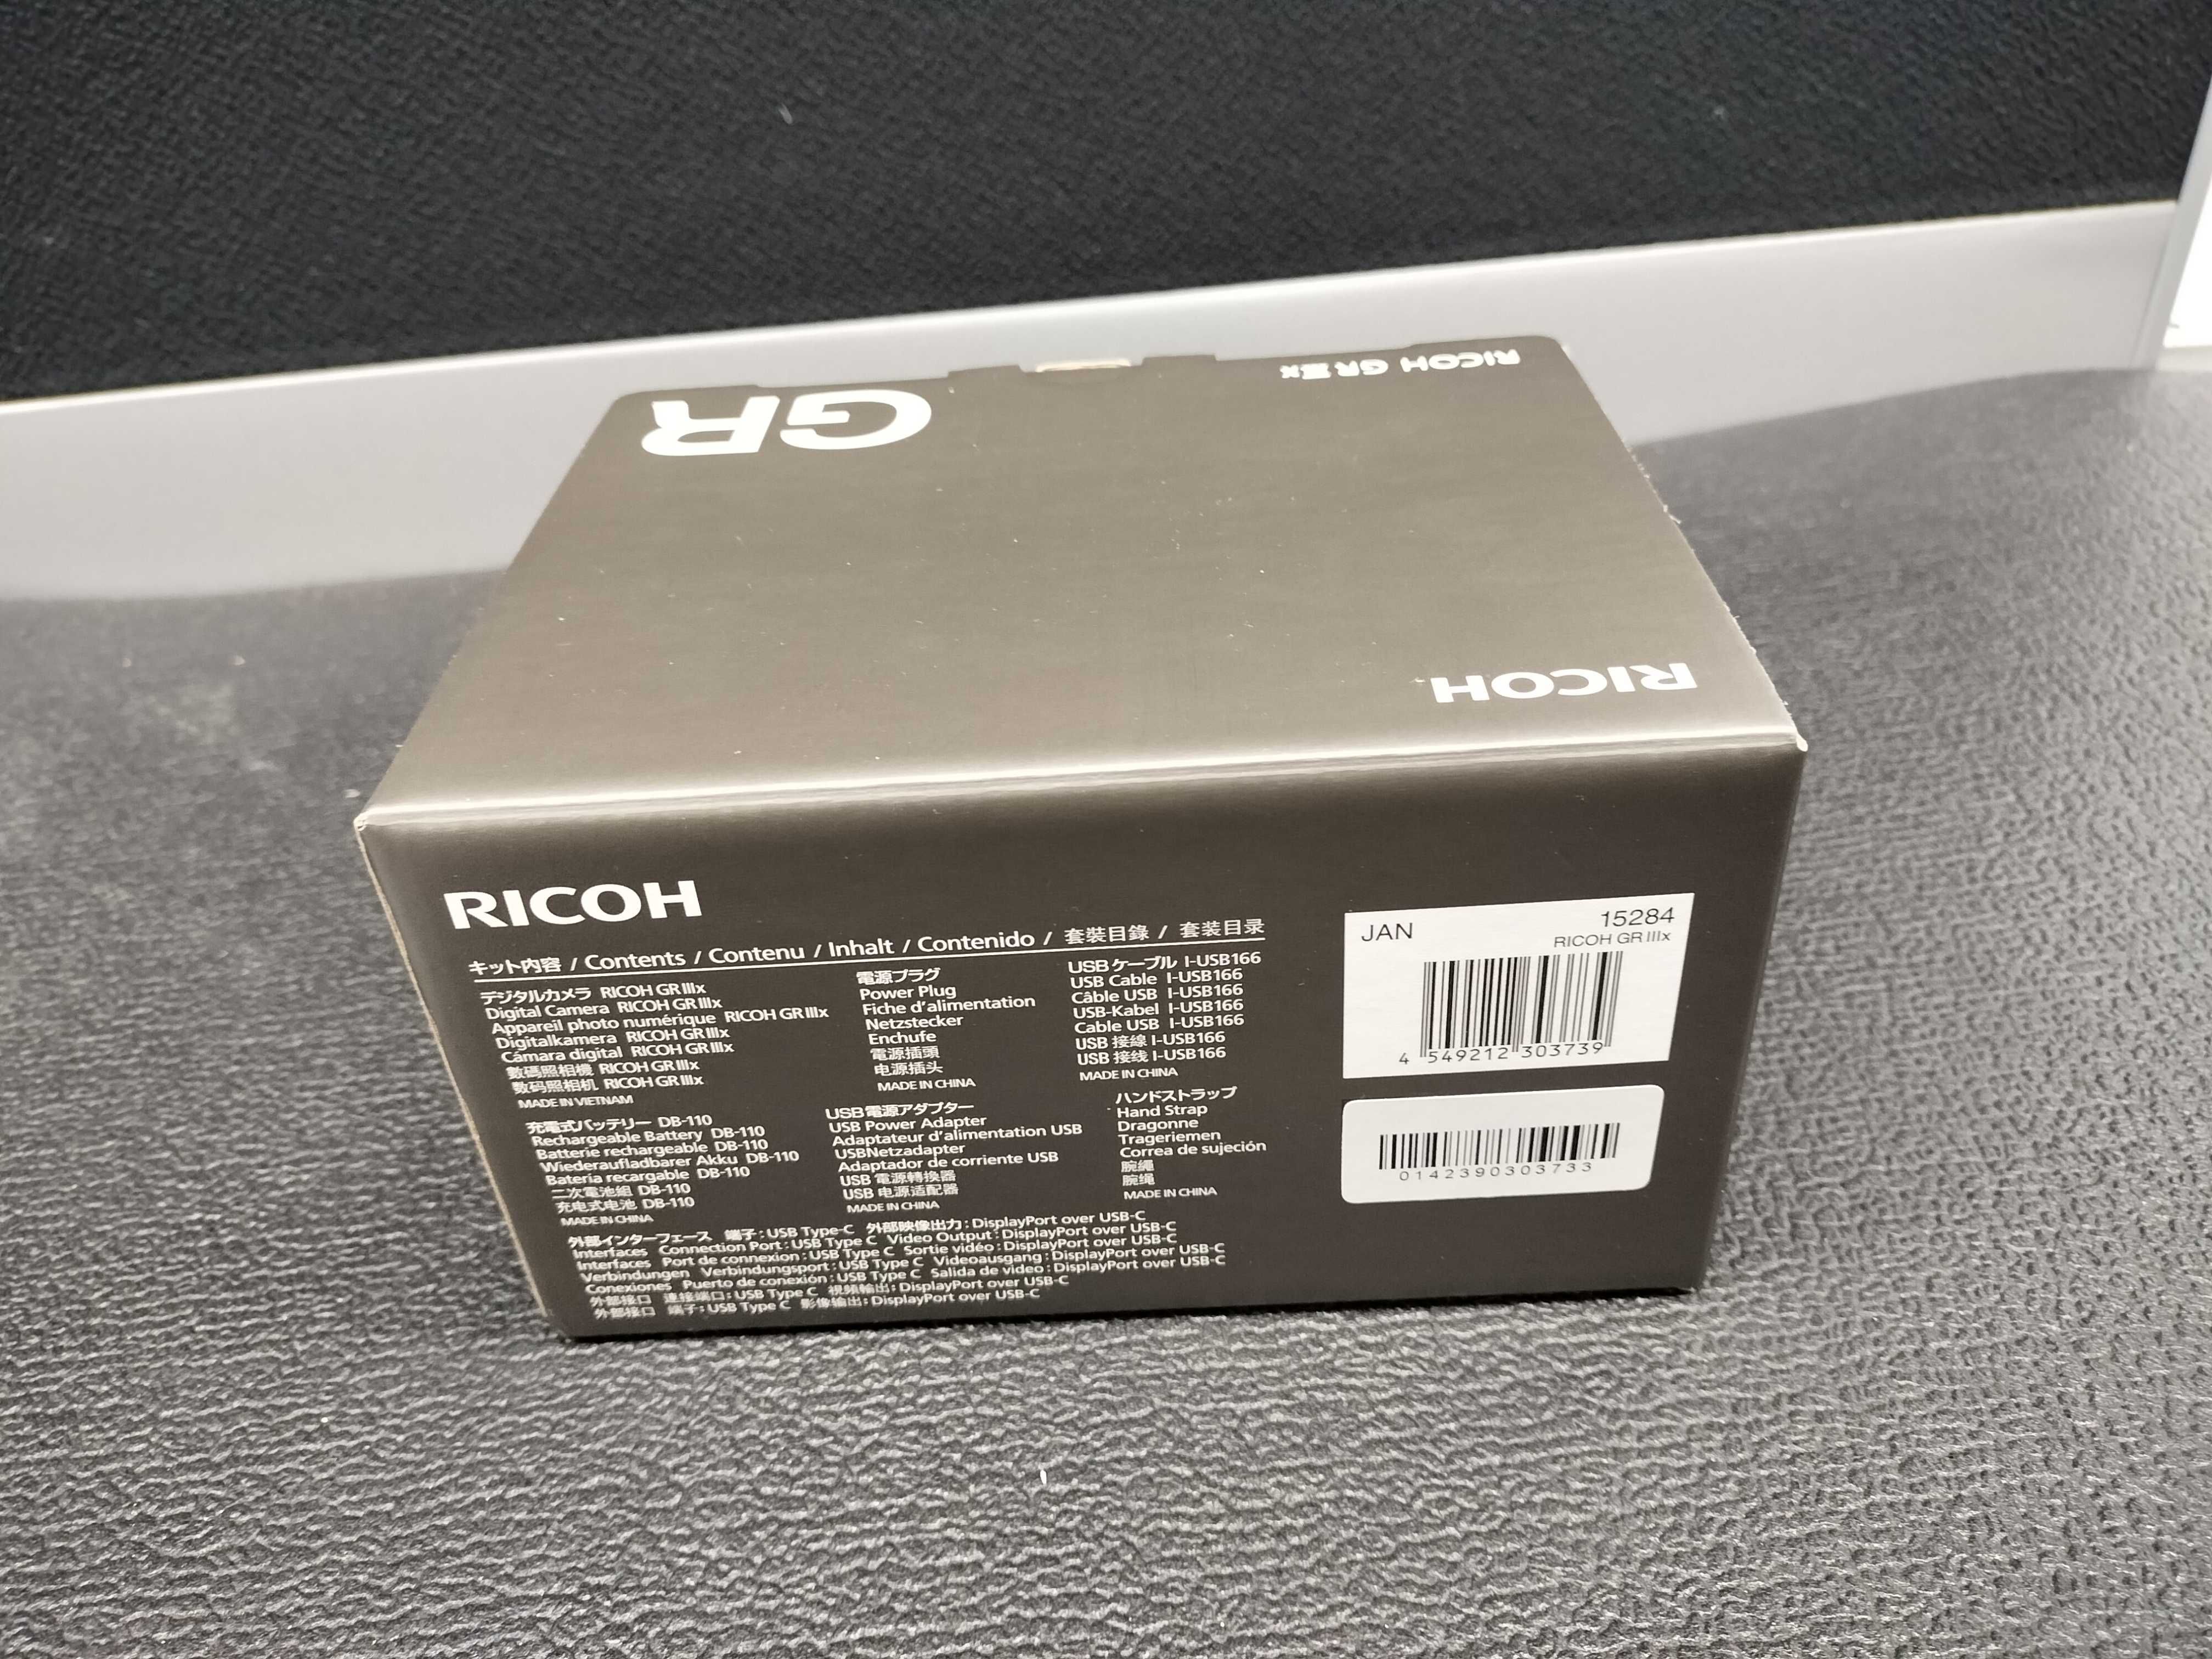 RICOH GR IIIx
GR
RICOH
RICOH
キット内容 / Contents / Contenu / Inhalt / Contenido / 套裝目錄 / 套装目录
デジタルカメラ RICOH GR IIIx
Digital Camera RICOH GR IIIx
Appareil photo numérique RICOH GR IIIx
Digitalkamera RICOH GR IIIx
Cámara digital RICOH GR IIIx
數碼照相機 RICOH GR IIIx
数码照相机 RICOH GR IIIx
MADE IN VIETNAM
電源プラグ
Power Plug
Fiche d'alimentation
Netzstecker
Enchufe
電源插頭
电源插头
MADE IN CHINA
USBケーブル I-USB166
USB Cable I-USB166
Câble USB I-USB166
USB-Kabel I-USB166
Cable USB I-USB166
USB 接線 I-USB166
USB 接线 I-USB166
MADE IN CHINA
充電式バッテリー DB-110
Rechargeable Battery DB-110
Batterie rechargeable DB-110
Wiederaufladbarer Akku DB-110
Bateria recargable DB-110
二次電池組 DB-110
充电式电池 DB-110
MADE IN CHINA
USB電源アダプター
USB Power Adapter
Adaptateur d'alimentation USB
USBNetzadapter
Adaptador de corriente USB
USB 電源轉換器
USB 电源适配器
MADE IN CHINA
ハンドストラップ
Hand Strap
Dragonne
Trageriemen
Correa de sujeción
腕繩
腕绳
MADE IN CHINA
外部インターフェース 端子 : USB Type-C 外部映像出力 : DisplayPort over USB-C
Interfaces Connection Port : USB Type C Video Output : DisplayPort over USB-C
Interfaces Port de connexion : USB Type C Sortie vidéo : DisplayPort over USB-C
Verbindungen Verbindungsport : USB Type C Videoausgang : DisplayPort over USB-C
Conexiones Puerto de conexión : USB Type C Salida de video : DisplayPort over USB-C
外部接口 連接端口 : USB Type C 視頻輸出 : DisplayPort over USB-C
外部接口 端子 : USB Type C 影像输出 : DisplayPort over USB-C
JAN 15284
RICOH GR IIIx
4 549212 303739
0142390303733